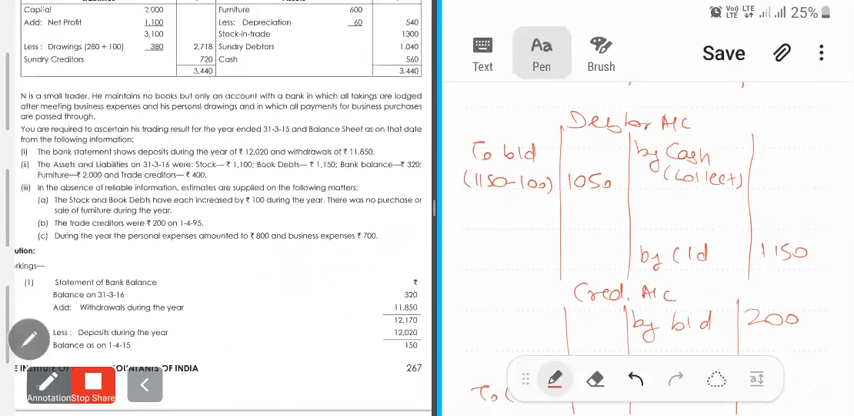 Capital 2,000 Furniture 600
Add: Net Profit 1,100 Less: Depreciation 60 540
3,100 Stock-in-trade 1300
Less : Drawings (280 + 100) 380 2,718 Sundry Debtors 1,040
Sundry Creditors 720 Cash 560
3,440 3,440
N is a small trader. He maintains no books but only an account with a bank in which all takings are lodged
after meeting business expenses and his personal drawings and in which all payments for business purchases
are passed through.
You are required to ascertain his trading result for the year ended 31-3-15 and Balance Sheet as on that date
from the following information:
(i) The bank statement shows deposits during the year of ₹ 12,020 and withdrawals of ₹ 11,850.
(ii) The Assets and Liabilities on 31-3-16 were: Stock—₹ 1,100; Book Debts—₹ 1,150; Bank balance—₹ 320;
Furniture—₹ 2,000 and Trade creditors—₹ 400.
(iii) In the absence of reliable information, estimates are supplied on the following matters:
(a) The Stock and Book Debts have each increased by ₹ 100 during the year. There was no purchase or
sale of furniture during the year.
(b) The trade creditors were ₹ 200 on 1-4-95.
(c) During the year the personal expenses amounted to ₹ 800 and business expenses ₹ 700.
ution:
rkings—
(1) Statement of Bank Balance ₹
Balance on 31-3-16 320
Add: Withdrawals during the year 11,850
12,170
Less : Deposits during the year 12,020
Balance as on 1-4-15 150
OF INDIA 267
Annotation Stop Share
Vo) LTE
LTE 25%
Text Pen Brush Save
Aa
Debtor A/C
To b/d by Cash
(1150-100) 1050 (collect)
by C/d 1150
Cred. A/C
by b/d 200